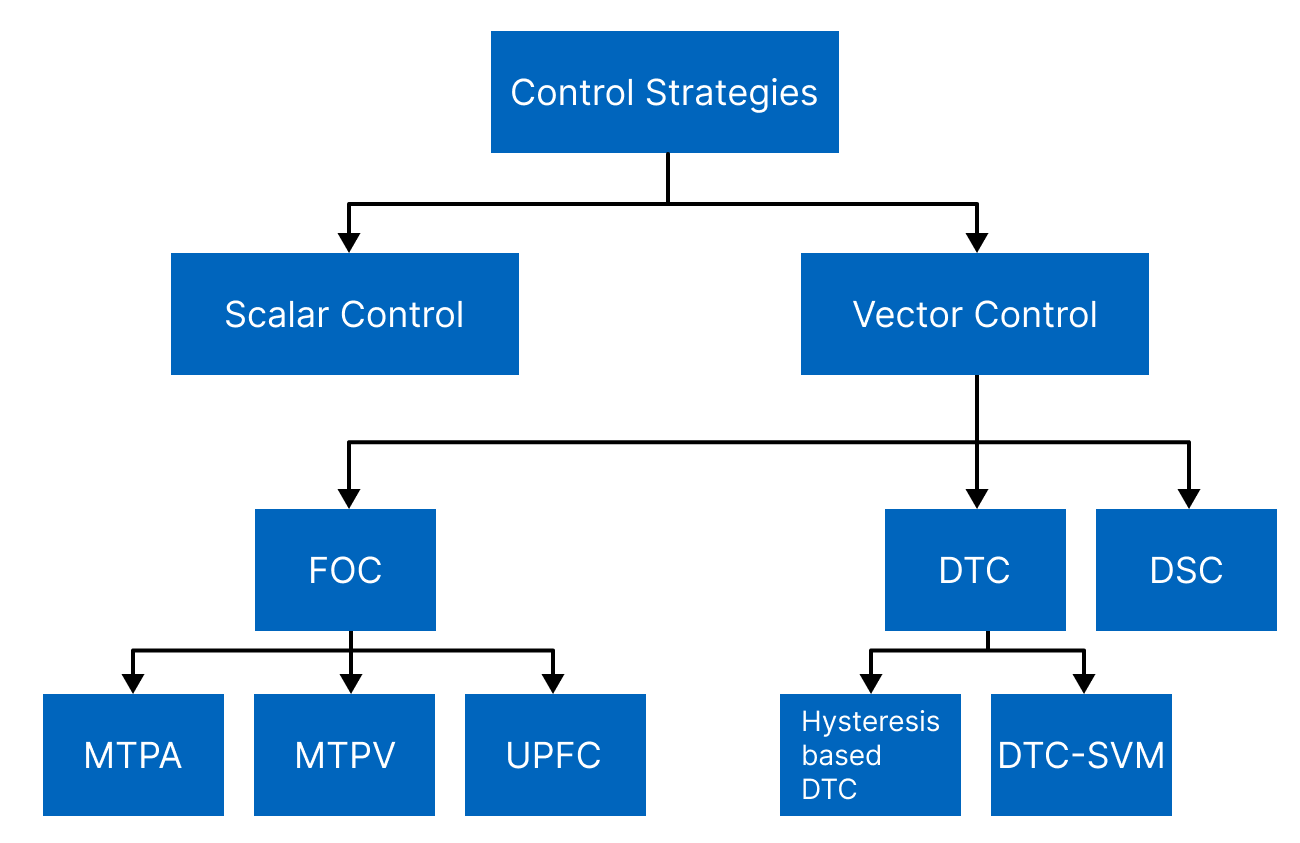 Control Strategies
Scalar Control
Vector Control
FOC
DTC
DSC
MTPA
MTPV
UPFC
Hysteresis
based
DTC
DTC-SVM